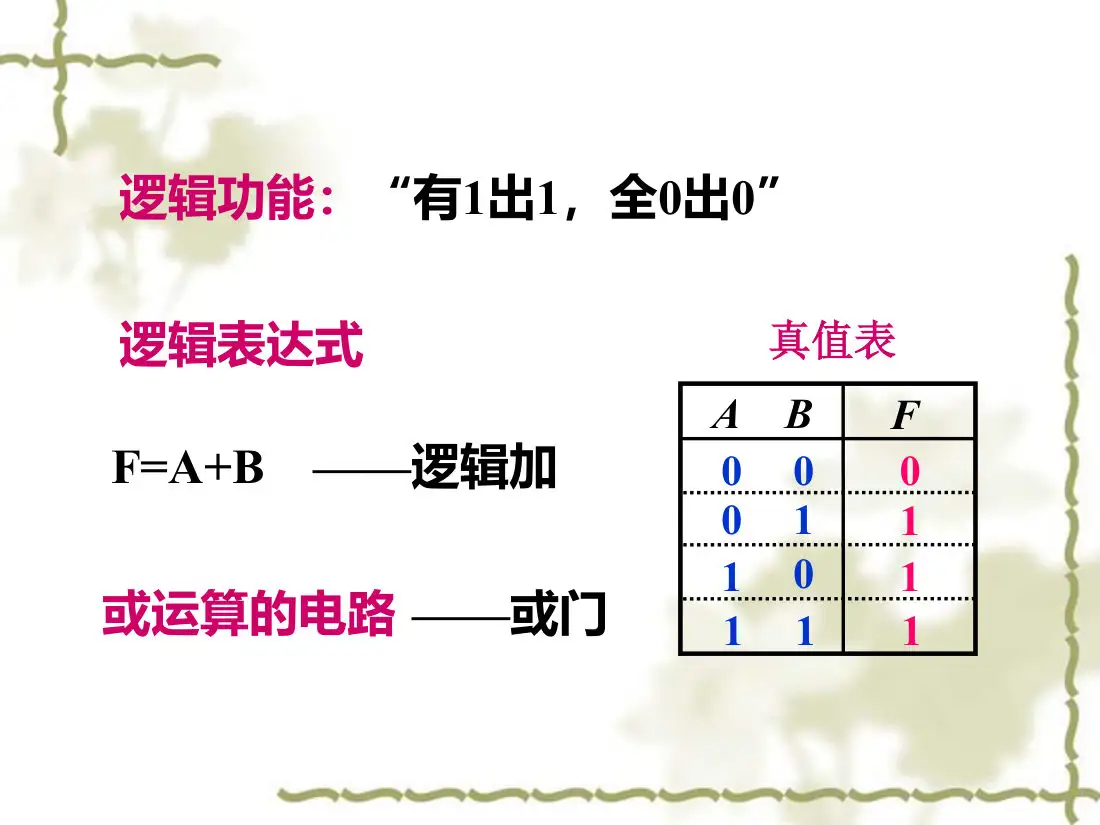 逻辑功能：“有1出1，全0出0”
逻辑表达式
F=A+B ——逻辑加
或运算的电路 ——或门
真值表
A B F
0 0 0
0 1 1
1 0 1
1 1 1